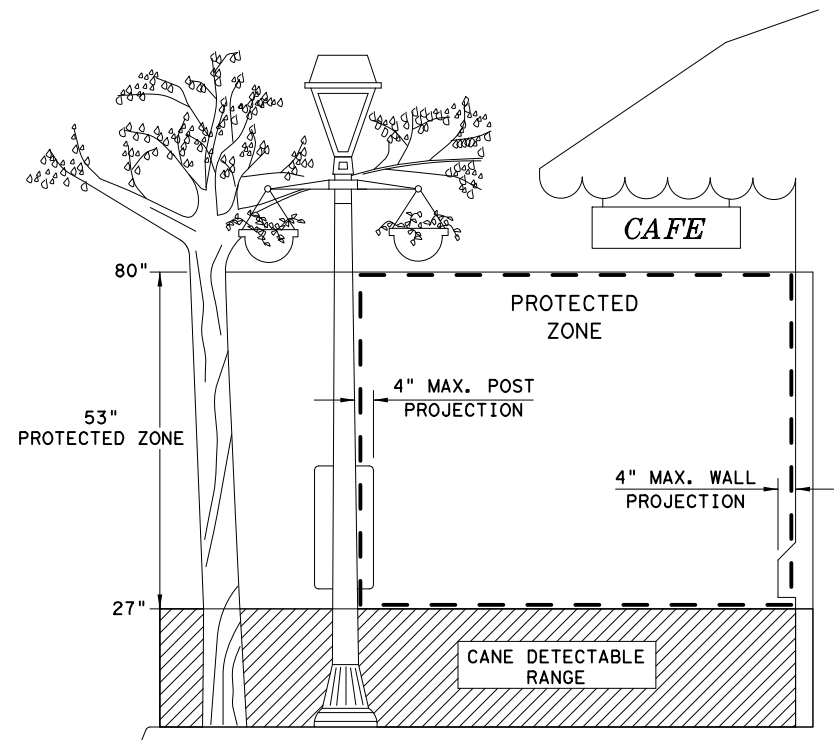 CAFE
80"
PROTECTED
ZONE
4" MAX. POST
PROJECTION
53"
PROTECTED ZONE
4" MAX. WALL
PROJECTION
27"
CANE DETECTABLE
RANGE